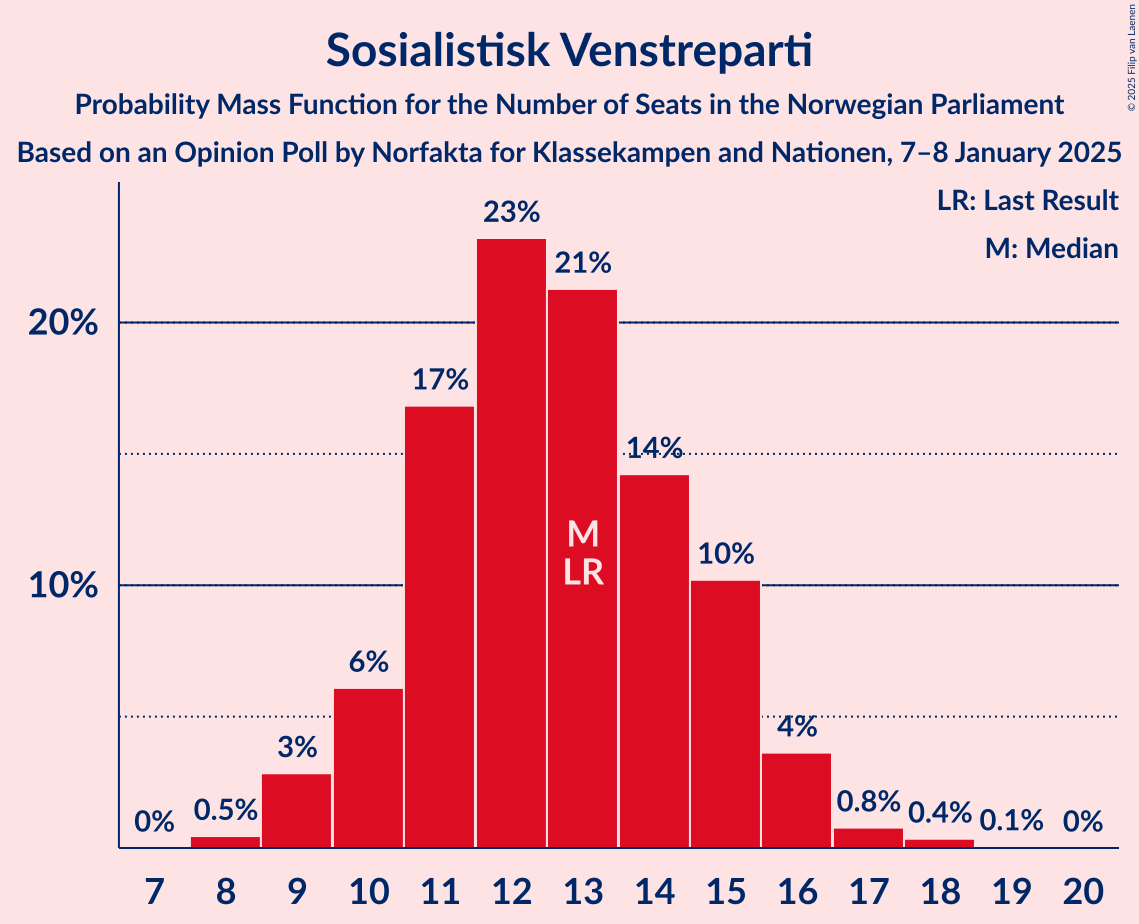 Sosialistisk Venstreparti
Probability Mass Function for the Number of Seats in the Norwegian Parliament
Based on an Opinion Poll by Norfakta for Klassekampen and Nationen, 7–8 January 2025
© 2025 Filip van Laenen
LR: Last Result
M: Median
20%
10%
0%
0.5%
3%
6%
17%
23%
21%
14%
10%
4%
0.8%
0.4%
0.1%
0%
M
LR
7 8 9 10 11 12 13 14 15 16 17 18 19 20